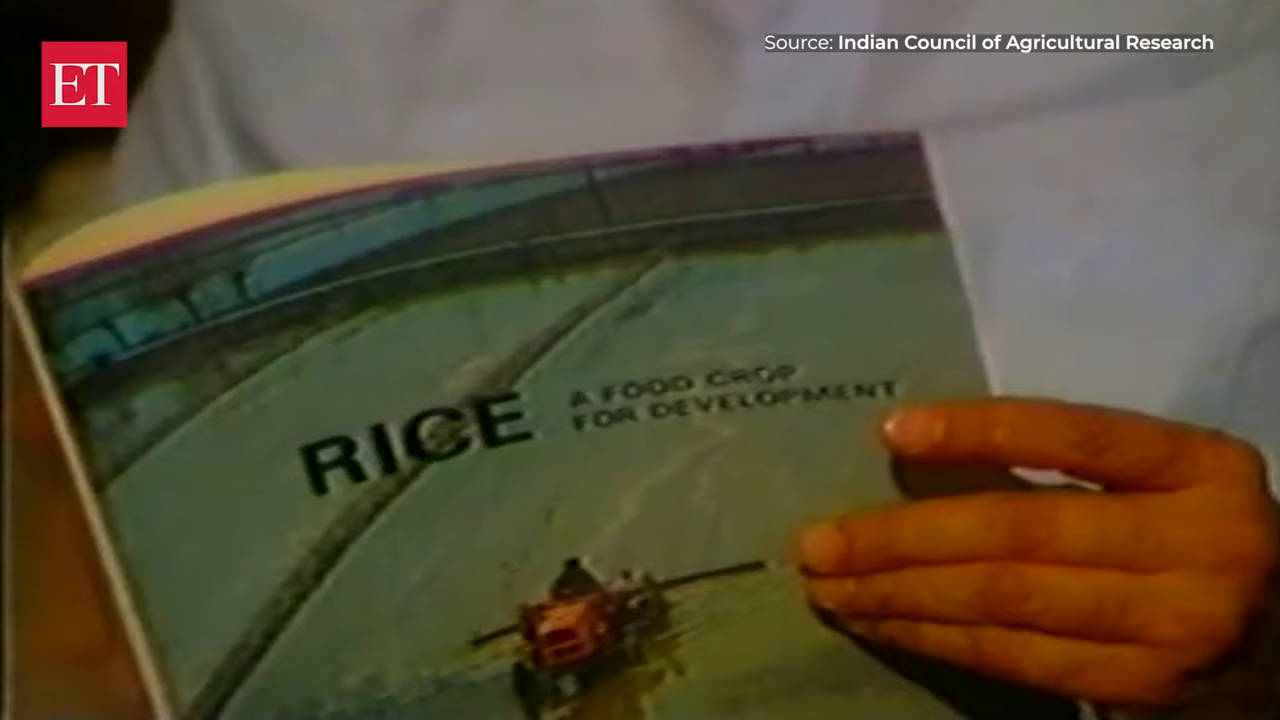 ET
Source: Indian Council of Agricultural Research
RICE
A FOOD CROP
FOR DEVELOPMENT